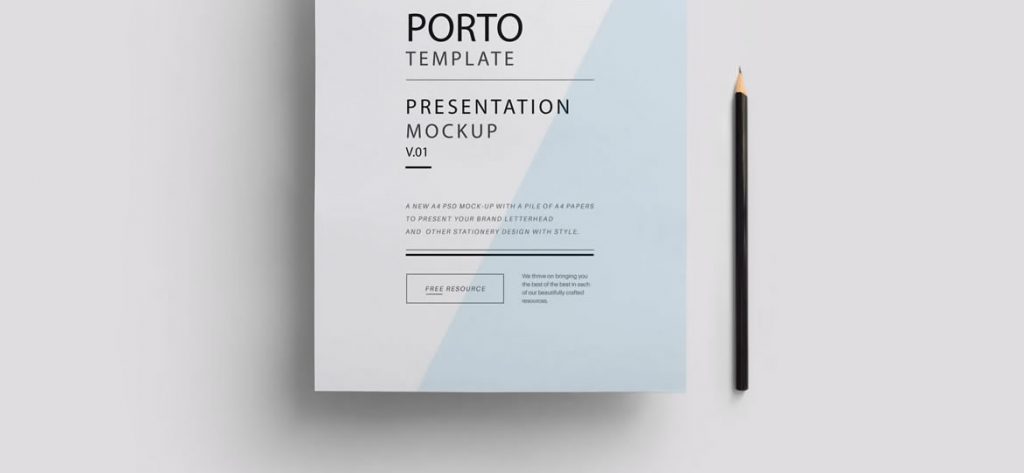 PORTO
TEMPLATE
PRESENTATION
MOCKUP
V.01
A NEW A4 PSD MOCK-UP WITH A PILE OF A4 PAPERS
TO PRESENT YOUR BRAND LETTERHEAD
AND OTHER STATIONERY DESIGN WITH STYLE.
FREE RESOURCE
We thrive on bringing you
the best of the best in each
of our beautifully crafted
resources.